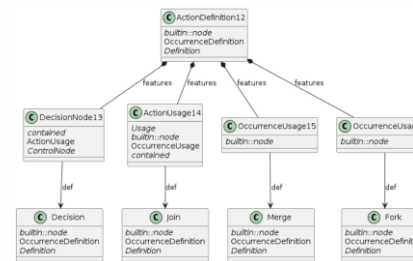 C ActionDefinition12
builtin::node
OccurrenceDefinition
Definition
features
features
features
features
C DecisionNode13
contained
ActionUsage
ControlNode
C ActionUsage14
Usage
builtin::node
OccurrenceUsage
contained
C OccurrenceUsage15
builtin::node
C OccurrenceUsag
builtin::node
def
def
def
def
C Decision
builtin::node
OccurrenceDefinition
Definition
C Join
builtin::node
OccurrenceDefinition
Definition
C Merge
builtin::node
OccurrenceDefinition
Definition
C Fork
builtin::node
OccurrenceDefiniti
Definition